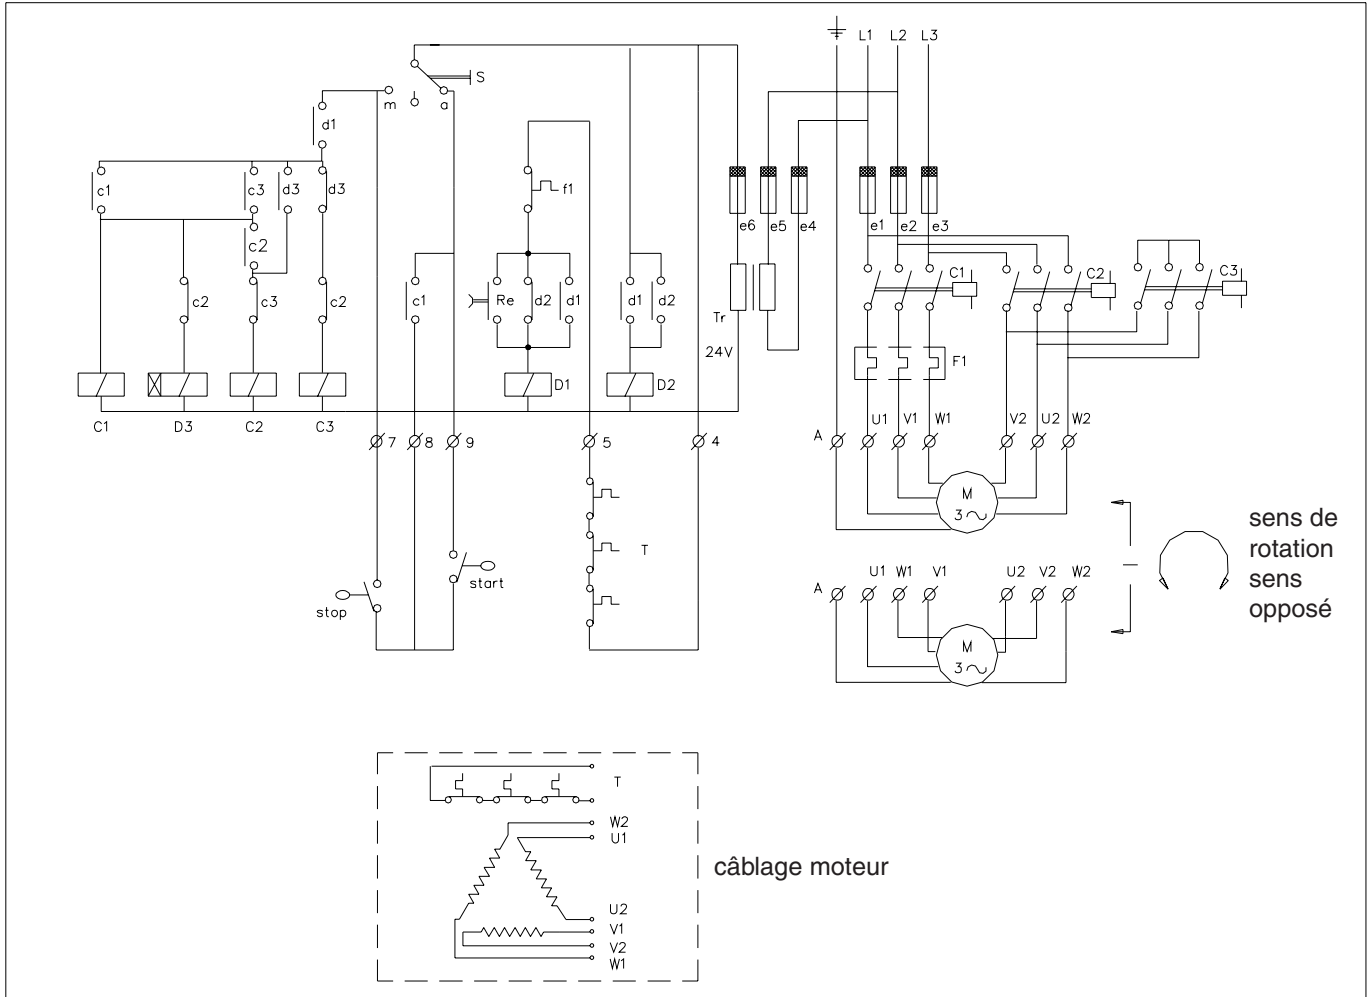 L1 L2 L3
S
m a
d1
c1 c3 d3 d3 f1
e6 e5 e4 e1 e2 e3
c2
C1 C2 C3
c2 c3 c2 c1 Re d2 d1 d1 d2
Tr
24V
F1
D1 D2
C1 D3 C2 C3
7 8 9 5 4
A U1 V1 W1 V2 U2 W2
M
3
T
start
stop
sens de
rotation
sens
opposé
A U1 W1 V1 U2 V2 W2
M
3
T
W2
U1
câblage moteur
U2
V1
V2
W1